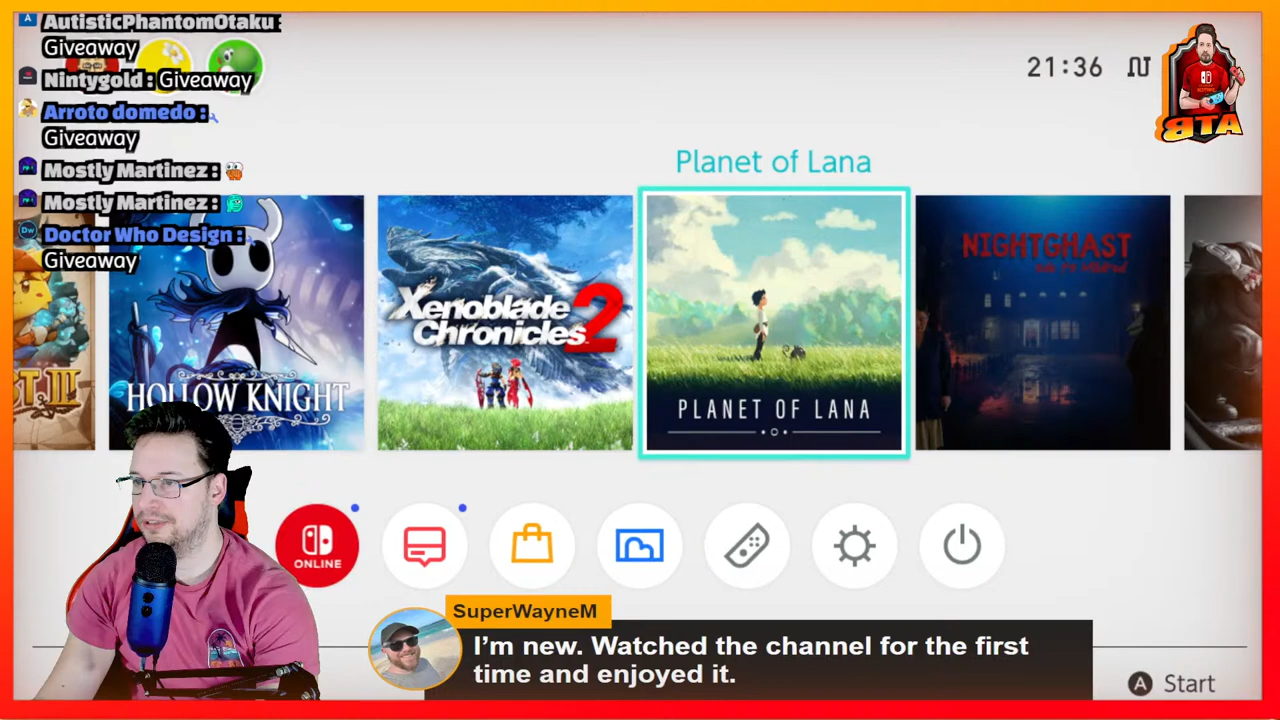 AutisticPhantomOtaku :
Giveaway
Nintygold : Giveaway
Arroto domedo :
Giveaway
Mostly Martinez :
Mostly Martinez :
Doctor Who Design :
Giveaway
21:36
BTA
Planet of Lana
HOLLOW KNIGHT
Xenoblade
Chronicles 2
PLANET OF LANA
NIGHTGHAST
ONLINE
SuperWayneM
I'm new. Watched the channel for the first
time and enjoyed it.
A Start